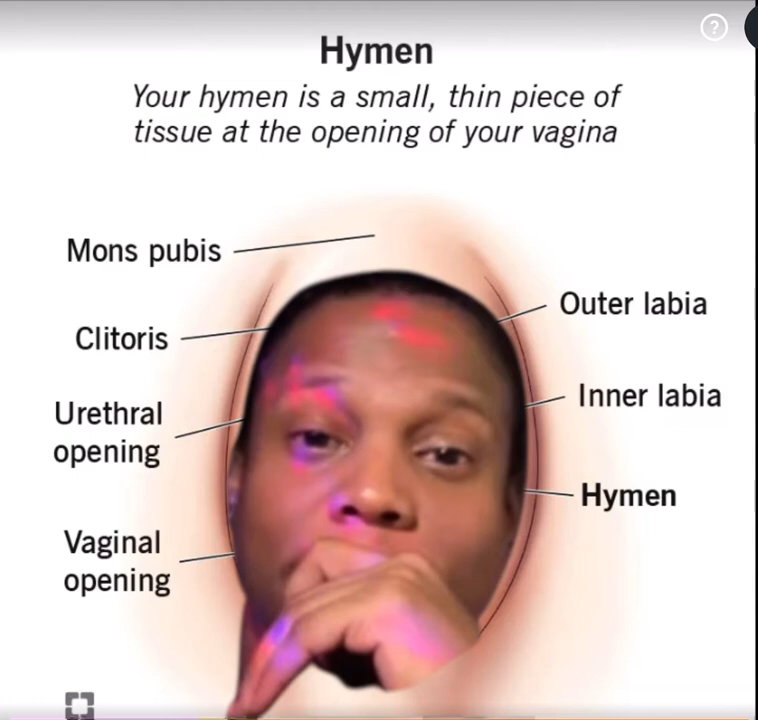 Hymen
Your hymen is a small, thin piece of
tissue at the opening of your vagina
Mons pubis
Outer labia
Clitoris
Inner labia
Urethral
opening
Hymen
Vaginal
opening
?